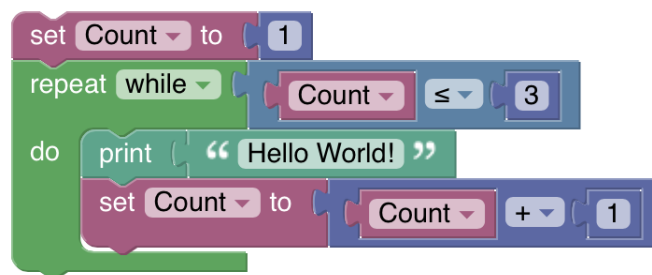 set Count to 1
repeat while Count ≤ 3
do print “ Hello World! ”
set Count to Count + 1